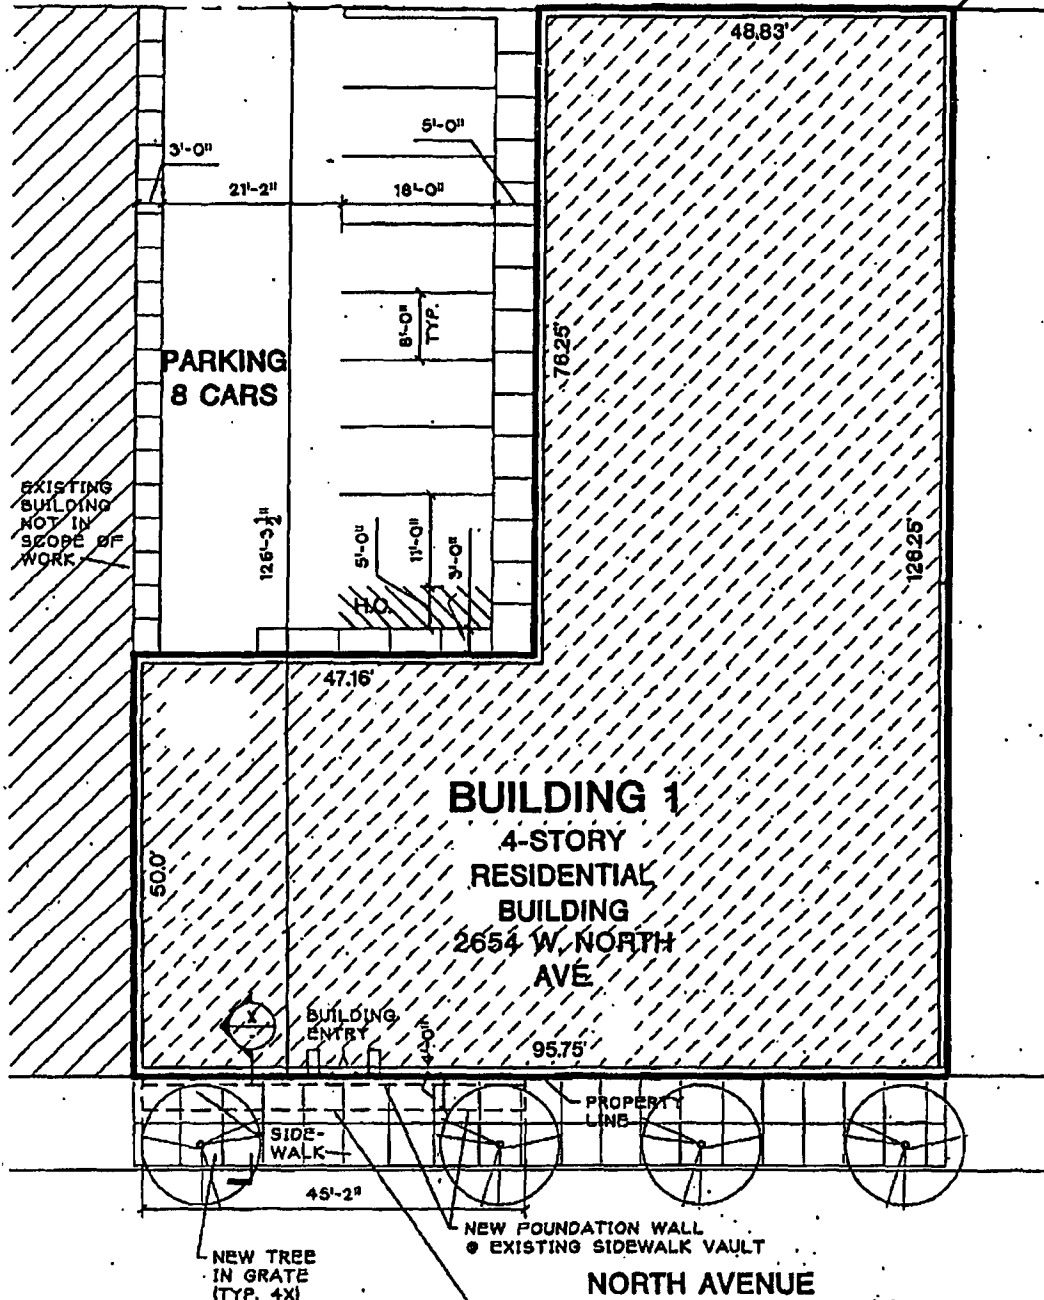 48.83'
5'-0"
3'-0"
21'-2"
18'-0"
8'-0"
TYP.
76.25'
PARKING
8 CARS
EXISTING
BUILDING
NOT IN
SCOPE OF
WORK
126'-3 1/2"
5'-0"
11'-0"
3'-0"
126.25'
H.C.
47.16'
BUILDING 1
4-STORY
RESIDENTIAL
BUILDING
2654 W. NORTH
AVE
50.0'
X
BUILDING
ENTRY
4'-0"
95.75'
PROPERTY
LINE
SIDE-
WALK
45'-2"
NEW FOUNDATION WALL
@ EXISTING SIDEWALK VAULT
NEW TREE
IN GRATE
(TYP. 4X)
NORTH AVENUE